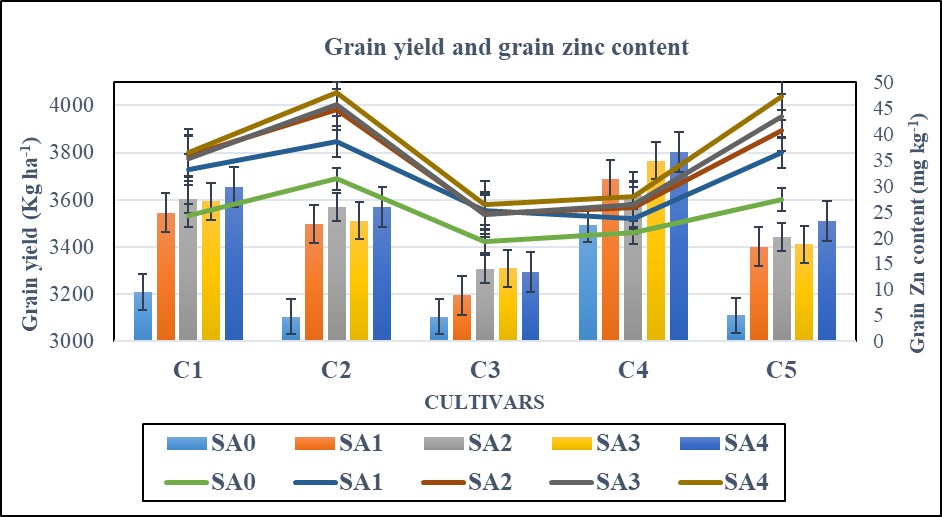 Grain yield and grain zinc content
Grain yield (Kg ha⁻¹)
4000
3800
3600
3400
3200
3000
50
45
40
35
30
25
20
15
10
5
0
Grain Zn content (mg kg⁻¹)
C1 C2 C3 C4 C5
CULTIVARS
SA0 SA1 SA2 SA3 SA4
SA0 SA1 SA2 SA3 SA4